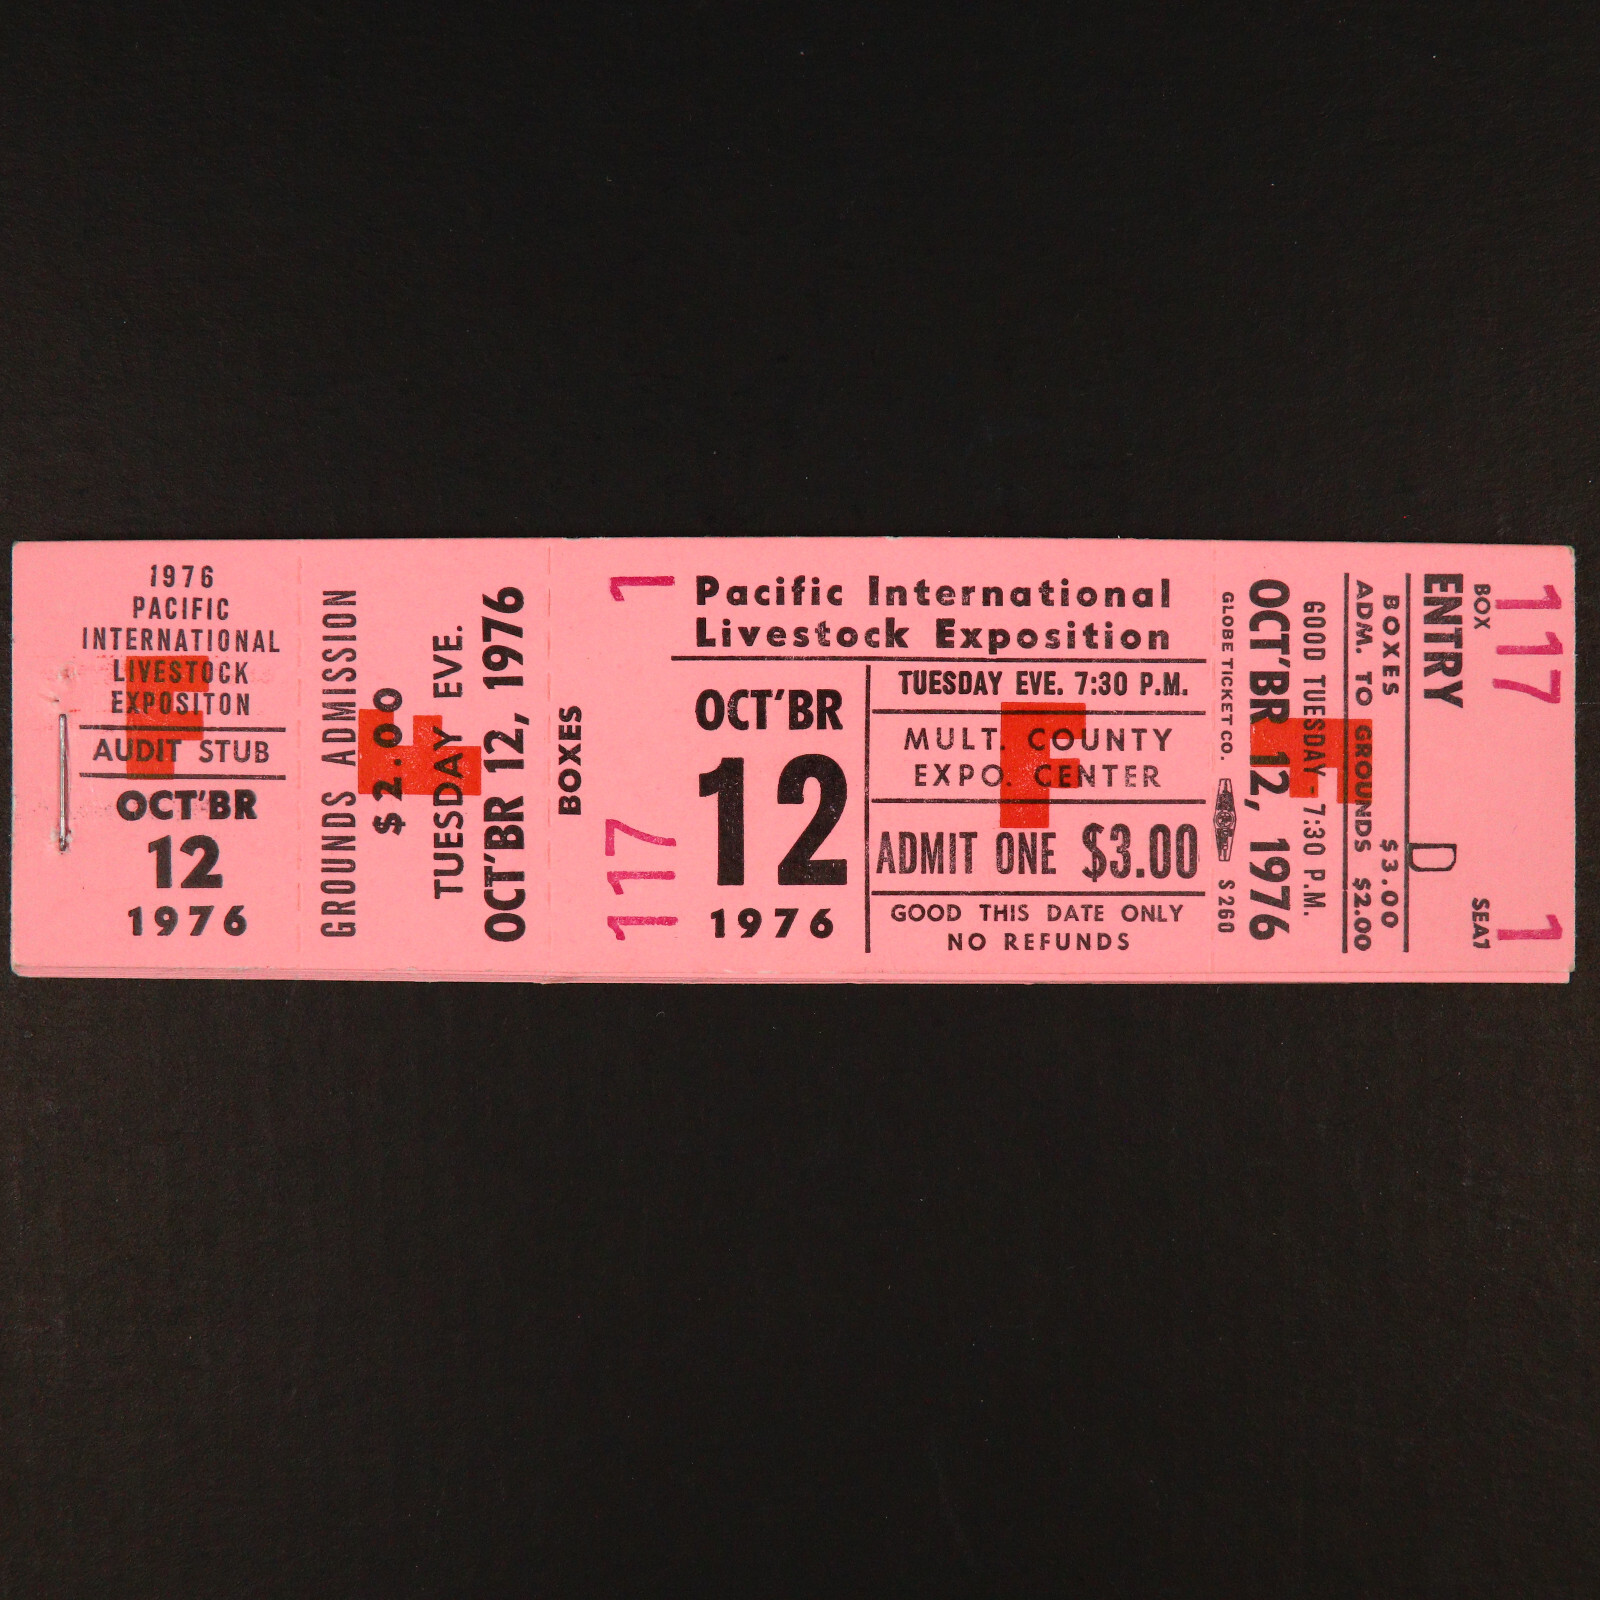 1976
PACIFIC
INTERNATIONAL
LIVESTOCK
EXPOSITON
F
AUDIT STUB
OCT'BR
12
1976
GROUNDS ADMISSION
$2.00
F
TUESDAY EVE.
OCT'BR 12, 1976
BOXES
117 1
Pacific International
Livestock Exposition
OCT'BR
12
1976
TUESDAY EVE. 7:30 P.M.
MULT. COUNTY
EXPO. CENTER
F
ADMIT ONE $3.00
GOOD THIS DATE ONLY
NO REFUNDS
117 1
BOX SEAT
ENTRY
D
BOXES $3.00
ADM. TO GROUNDS $2.00
F
GOOD TUESDAY - 7:30 P.M.
OCT'BR 12, 1976
GLOBE TICKET CO. S 260